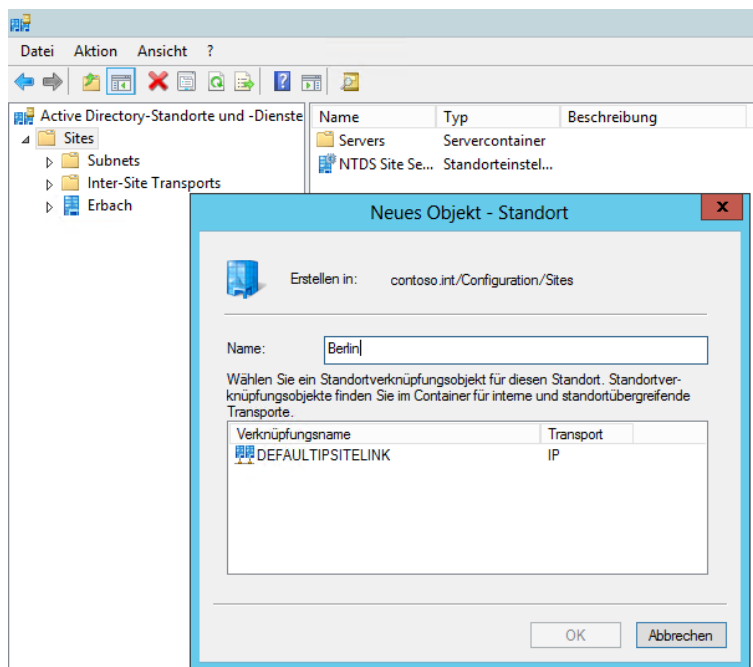 Datei Aktion Ansicht ?
Active Directory-Standorte und -Dienste
Sites
Subnets
Inter-Site Transports
Erbach
Name Typ Beschreibung
Servers Servercontainer
NTDS Site Se... Standorteinstel...
Neues Objekt - Standort
x
Erstellen in: contoso.int/Configuration/Sites
Name: Berlin
Wählen Sie ein Standortverknüpfungsobjekt für diesen Standort. Standortver-
knüpfungsobjekte finden Sie im Container für interne und standortübergreifende
Transporte.
Verknüpfungsname Transport
DEFAULTIPSITELINK IP
OK Abbrechen